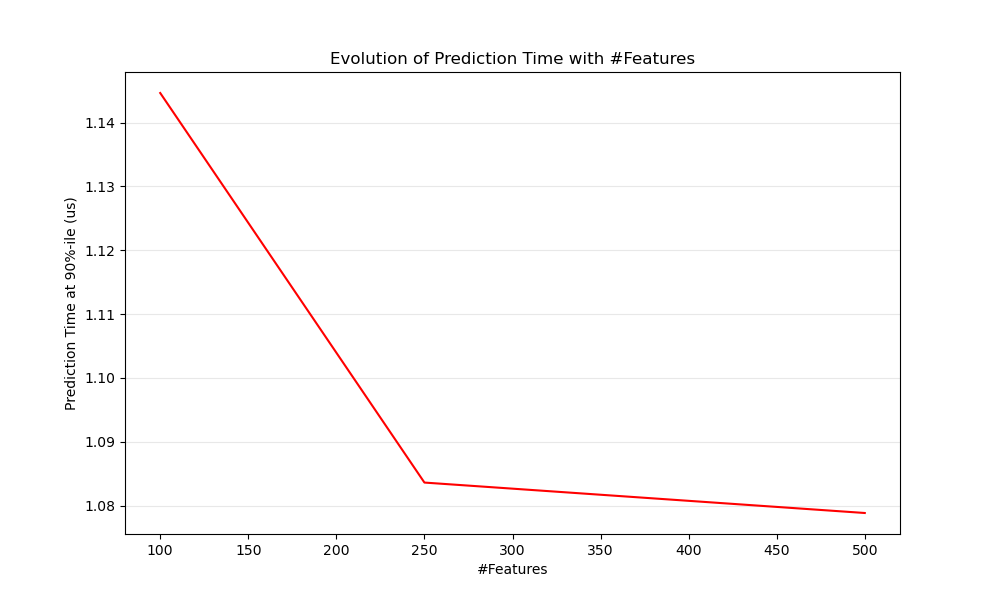 Evolution of Prediction Time with #Features
Prediction Time at 90%-ile (us)
1.14
1.13
1.12
1.11
1.10
1.09
1.08
100 150 200 250 300 350 400 450 500
#Features